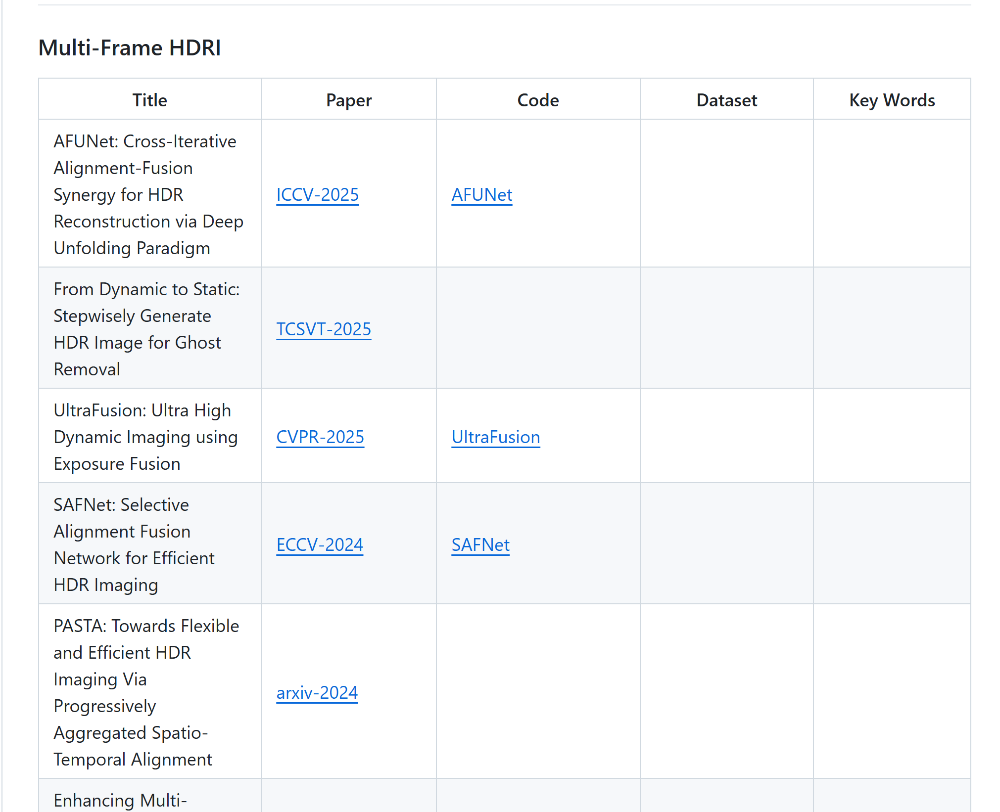 Multi-Frame HDRI
Title Paper Code Dataset Key Words
AFUNet: Cross-Iterative
Alignment-Fusion
Synergy for HDR
Reconstruction via Deep
Unfolding Paradigm
ICCV-2025
AFUNet
From Dynamic to Static:
Stepwisely Generate
HDR Image for Ghost
Removal
TCSVT-2025
UltraFusion: Ultra High
Dynamic Imaging using
Exposure Fusion
CVPR-2025
UltraFusion
SAFNet: Selective
Alignment Fusion
Network for Efficient
HDR Imaging
ECCV-2024
SAFNet
PASTA: Towards Flexible
and Efficient HDR
Imaging Via
Progressively
Aggregated Spatio-
Temporal Alignment
arxiv-2024
Enhancing Multi-